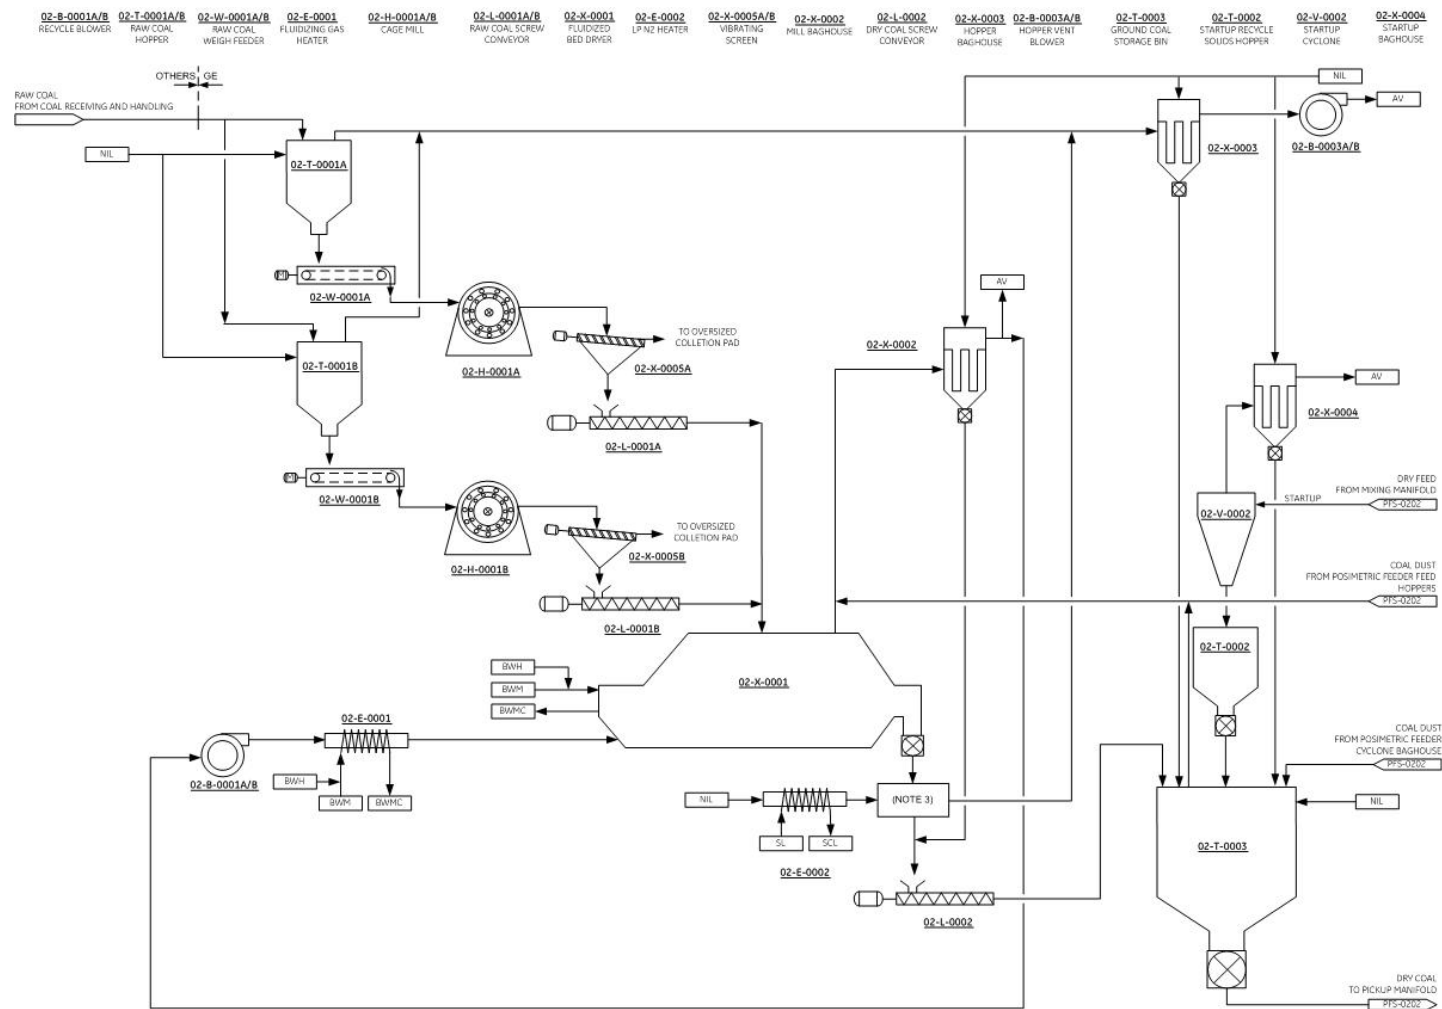 02-B-0001A/B
RECYCLE BLOWER
02-T-0001A/B
RAW COAL
HOPPER
02-W-0001A/B
RAW COAL
WEIGH FEEDER
02-E-0001
FLUIDIZING GAS
HEATER
02-H-0001A/B
CAGE MILL
02-L-0001A/B
RAW COAL SCREW
CONVEYOR
02-X-0001
FLUIDIZED
BED DRYER
02-E-0002
LP N2 HEATER
02-X-0005A/B
VIBRATING
SCREEN
02-X-0002
MILL BAGHOUSE
02-L-0002
DRY COAL SCREW
CONVEYOR
02-X-0003
HOPPER
BAGHOUSE
02-B-0003A/B
HOPPER VENT
BLOWER
02-T-0003
GROUND COAL
STORAGE BIN
02-T-0002
STARTUP RECYCLE
SOLIDS HOPPER
02-V-0002
STARTUP
CYCLONE
02-X-0004
STARTUP
BAGHOUSE
OTHERS GE
RAW COAL
FROM COAL RECEIVING AND HANDLING
NIL
NIL
AV
02-T-0001A
02-X-0003
02-B-0003A/B
M
02-W-0001A
AV
02-T-0001B
TO OVERSIZED
COLLETION PAD
02-X-0002
02-H-0001A
02-X-0005A
AV
02-X-0004
02-L-0001A
M
02-W-0001B
DRY FEED
FROM MIXING MANIFOLD
STARTUP
PFS-0202
02-V-0002
TO OVERSIZED
COLLETION PAD
02-H-0001B
02-X-0005B
COAL DUST
FROM POSIMETRIC FEEDER FEED
HOPPERS
PFS-0202
02-L-0001B
02-T-0002
BWH
BWM
BWMC
02-X-0001
02-E-0001
COAL DUST
FROM POSIMETRIC FEEDER
CYCLONE BAGHOUSE
PFS-0202
02-B-0001A/B
BWH
BWM
BWMC
NIL
(NOTE 3)
NIL
SL
SCL
02-E-0002
02-T-0003
02-L-0002
DRY COAL
TO PICKUP MANIFOLD
PFS-0202